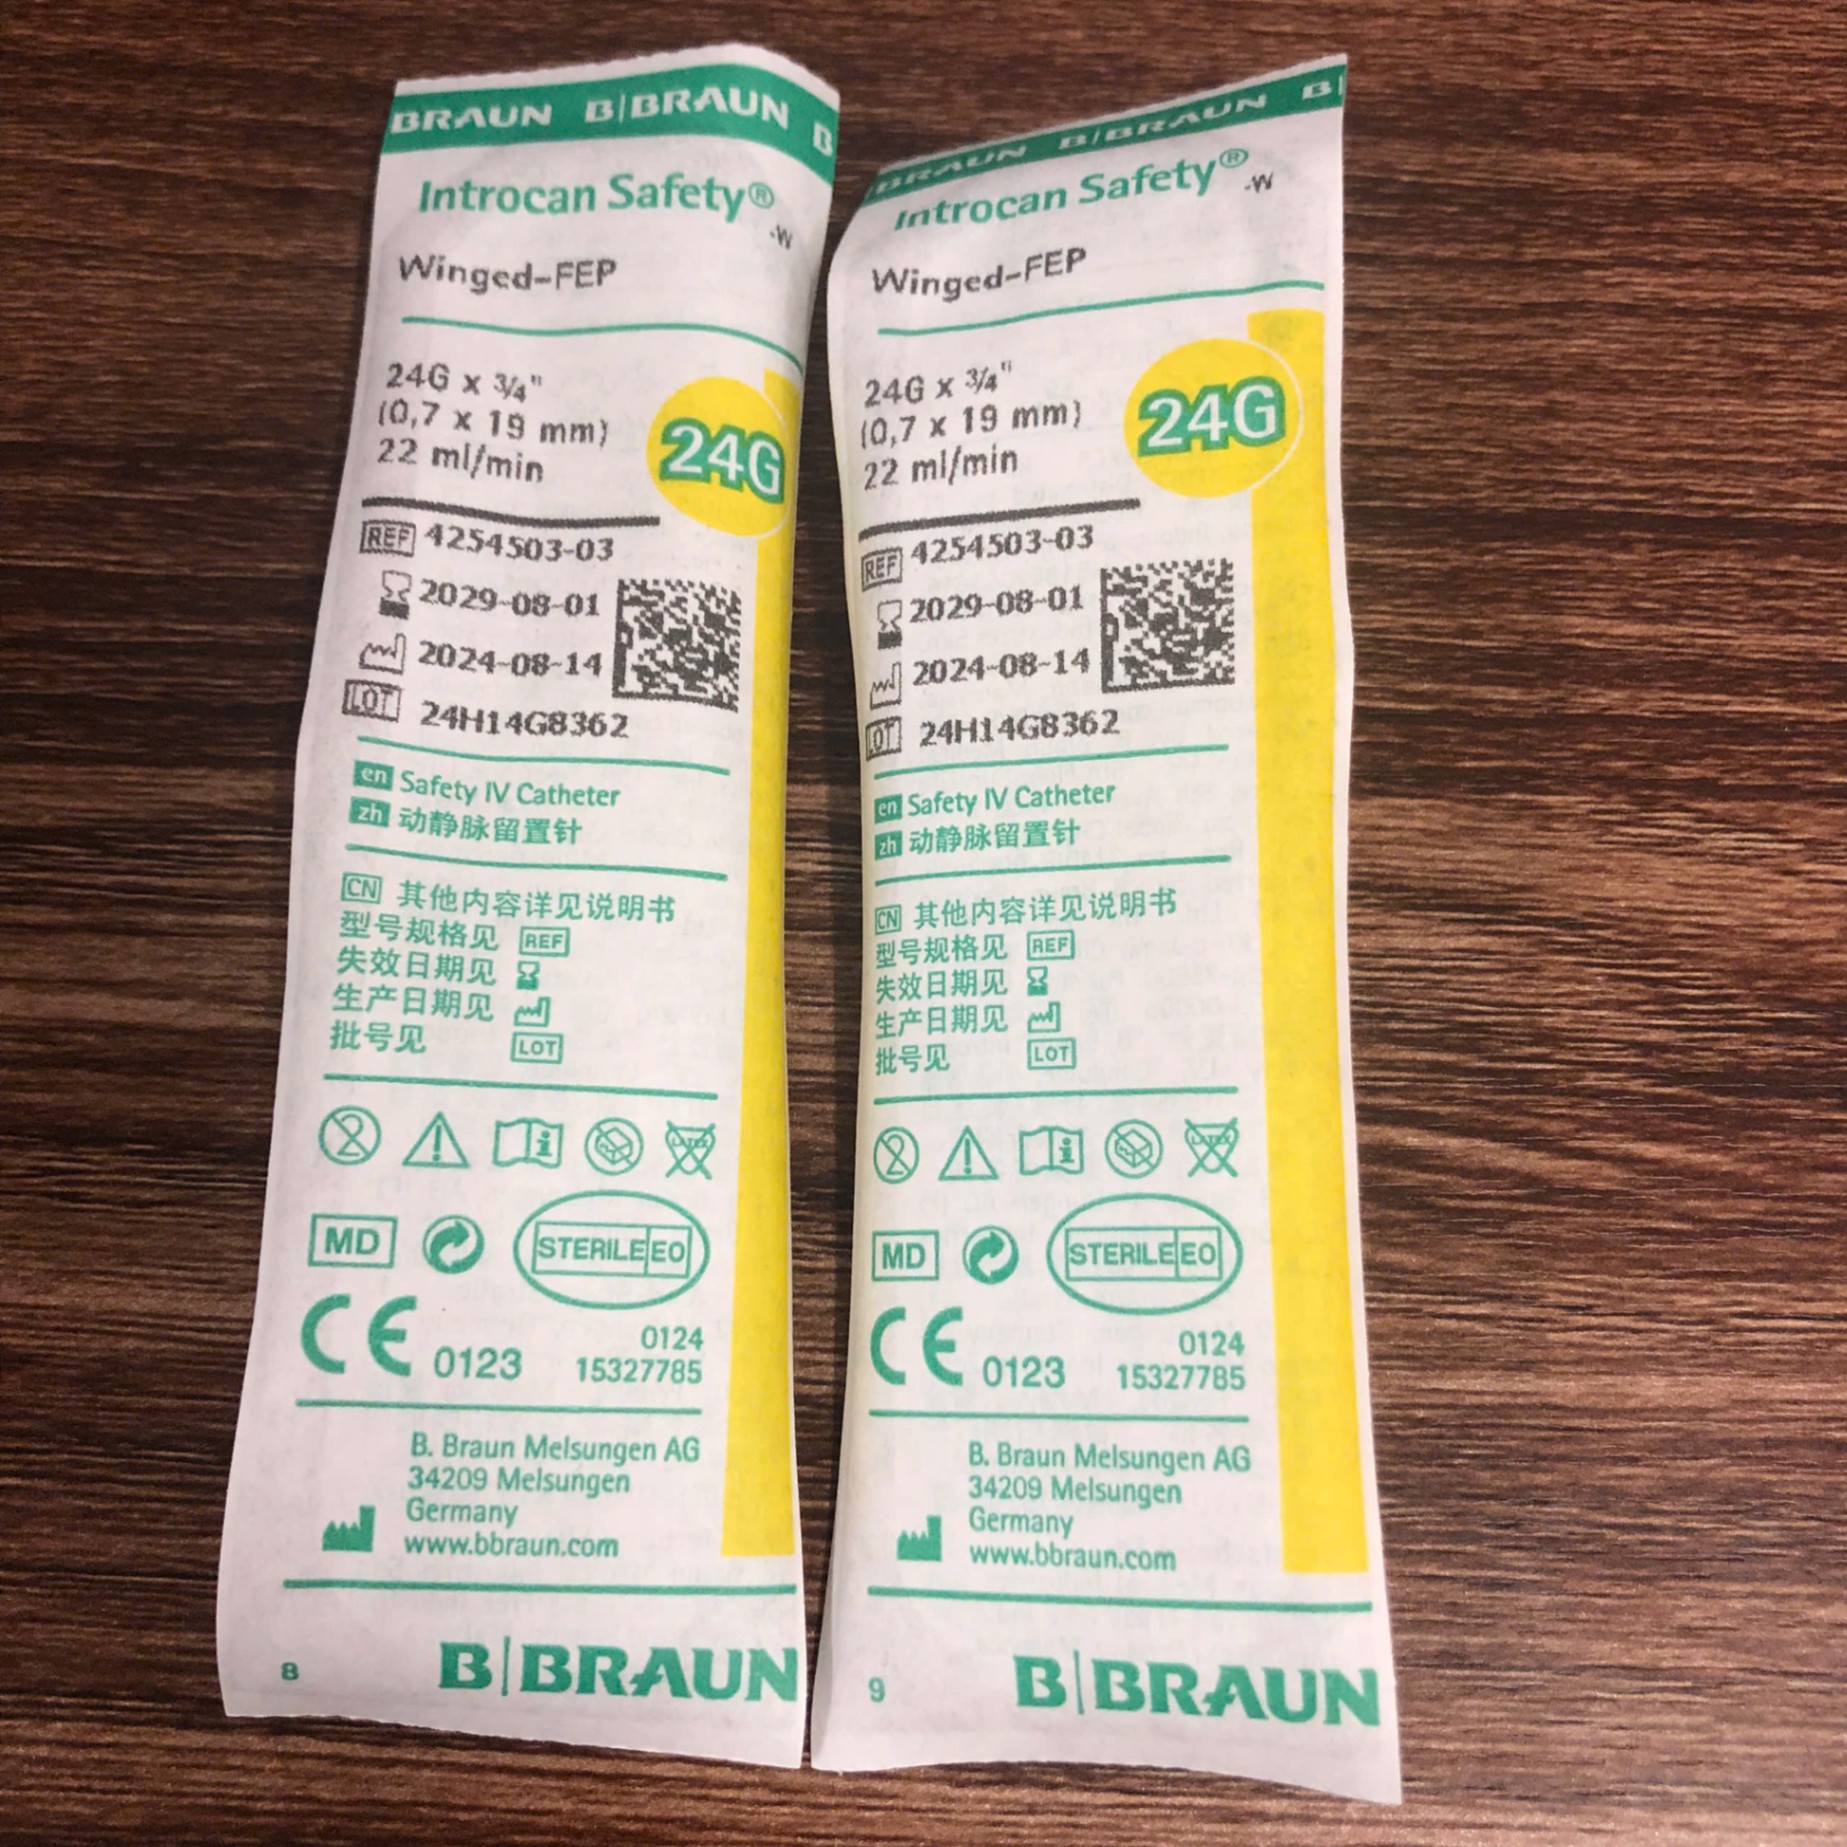 BRAUN B|BRAUN B
Introcan Safety®
-W
Winged-FEP
24G x 3/4"
(0,7 x 19 mm)
22 ml/min
24G
REF 4254503-03
2029-08-01
2024-08-14
LOT 24H14G8362
en Safety IV Catheter
zh 动静脉留置针
CN 其他内容详见说明书
型号规格见 REF
失效日期见
生产日期见
批号见 LOT
2
LATEX
MD STERILE EO
CE 0123
0124
15327785
B. Braun Melsungen AG
34209 Melsungen
Germany
www.bbraun.com
8 B|BRAUN
BRAUN B|BRAUN B|
Introcan Safety®
-W
Winged-FEP
24G x 3/4"
(0,7 x 19 mm)
22 ml/min
24G
REF 4254503-03
2029-08-01
2024-08-14
LOT 24H14G8362
en Safety IV Catheter
zh 动静脉留置针
CN 其他内容详见说明书
型号规格见 REF
失效日期见
生产日期见
批号见 LOT
2
LATEX
MD STERILE EO
CE 0123
0124
15327785
B. Braun Melsungen AG
34209 Melsungen
Germany
www.bbraun.com
9 B|BRAUN